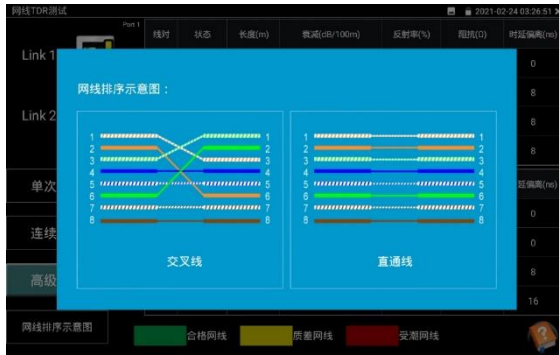 网线TDR测试
2021-02-24 03:26:51
Port 1
线对 状态 长度(m) 衰减(dB/100m) 反射率(%) 阻抗(Ω) 时延偏离(ns)
Link 1
0
8
Link 2
8
8
网线排序示意图：
1 1
2 2
3 3
4 4
5 5
6 6
7 7
8 8
交叉线
1 1
2 2
3 3
4 4
5 5
6 6
7 7
8 8
直通线
单次
延偏离(ns)
0
连续
0
高级
8
16
网线排序示意图
合格网线 质差网线 受潮网线